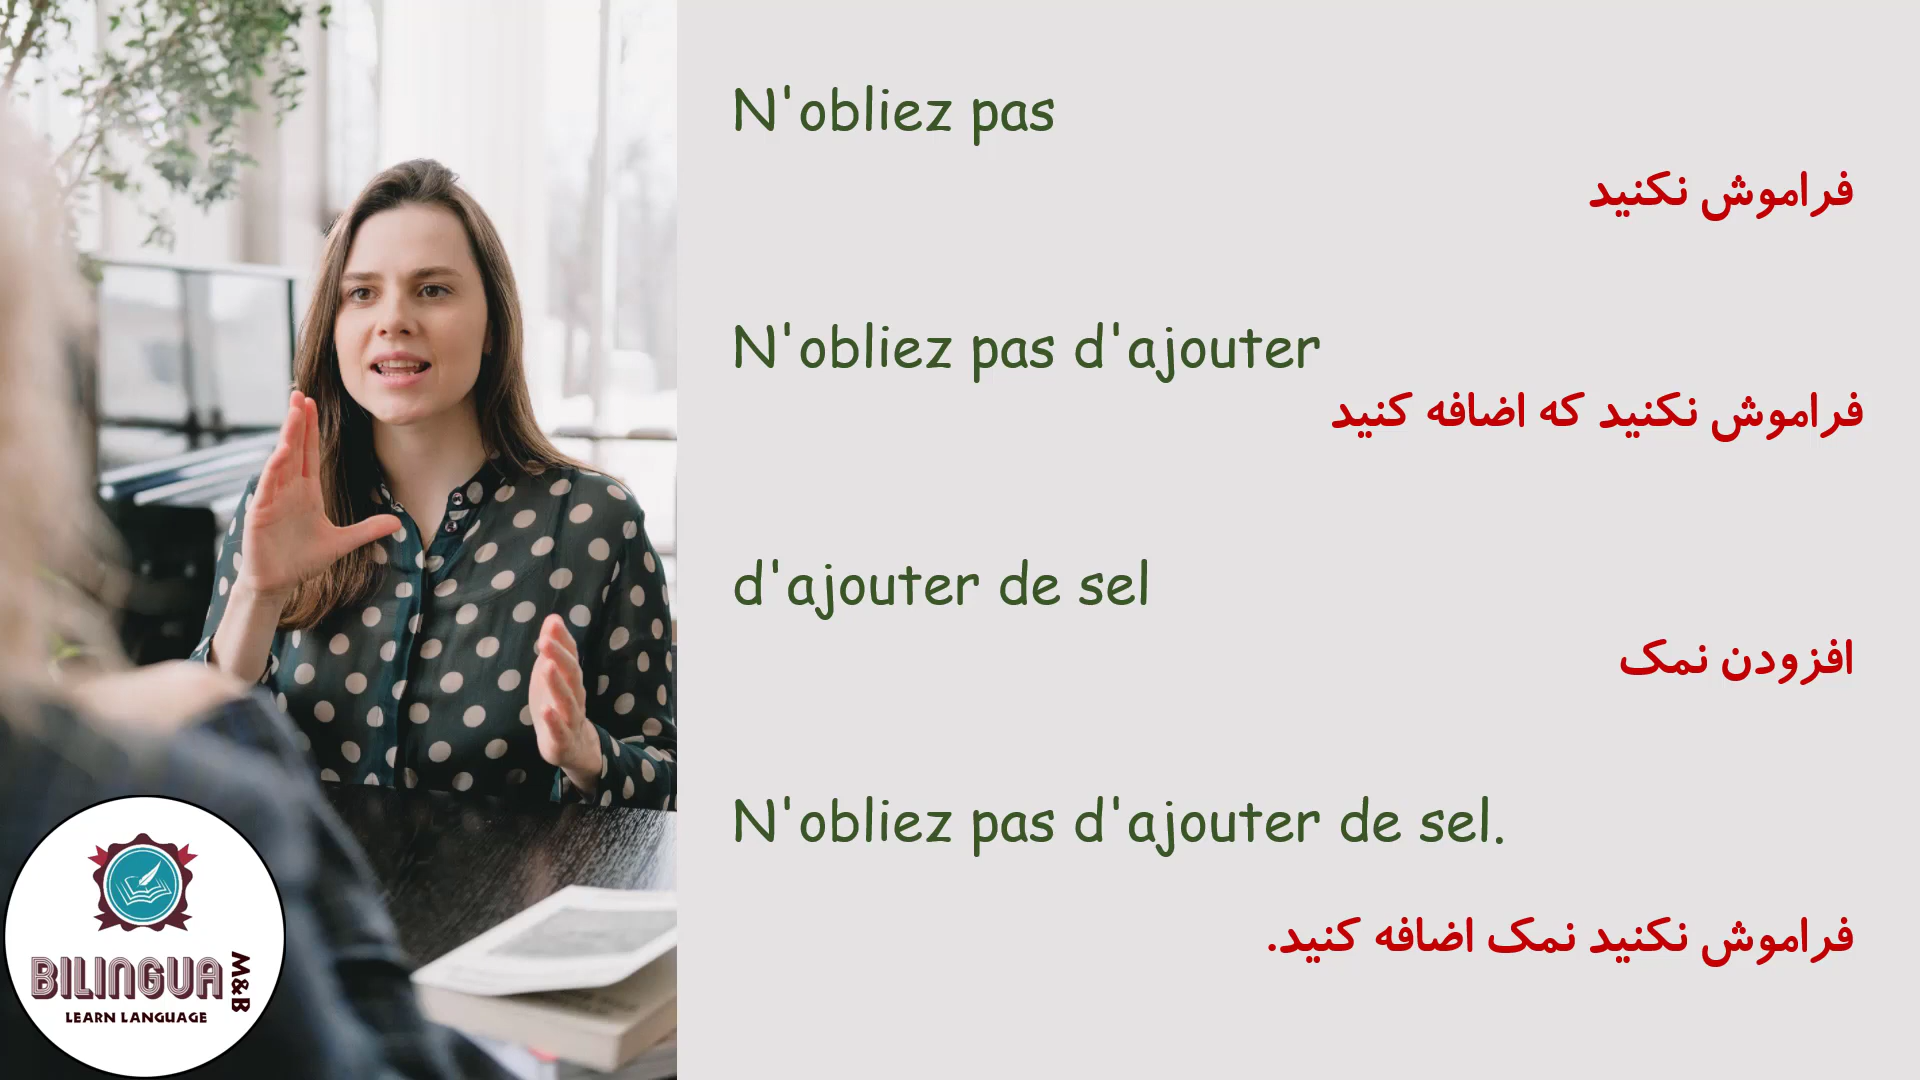 N'obliez pas
فراموش نکنید
N'obliez pas d'ajouter
فراموش نکنید که اضافه کنید
d'ajouter de sel
افزودن نمک
N'obliez pas d'ajouter de sel.
فراموش نکنید نمک اضافه کنید.
BILINGUA M&B
LEARN LANGUAGE